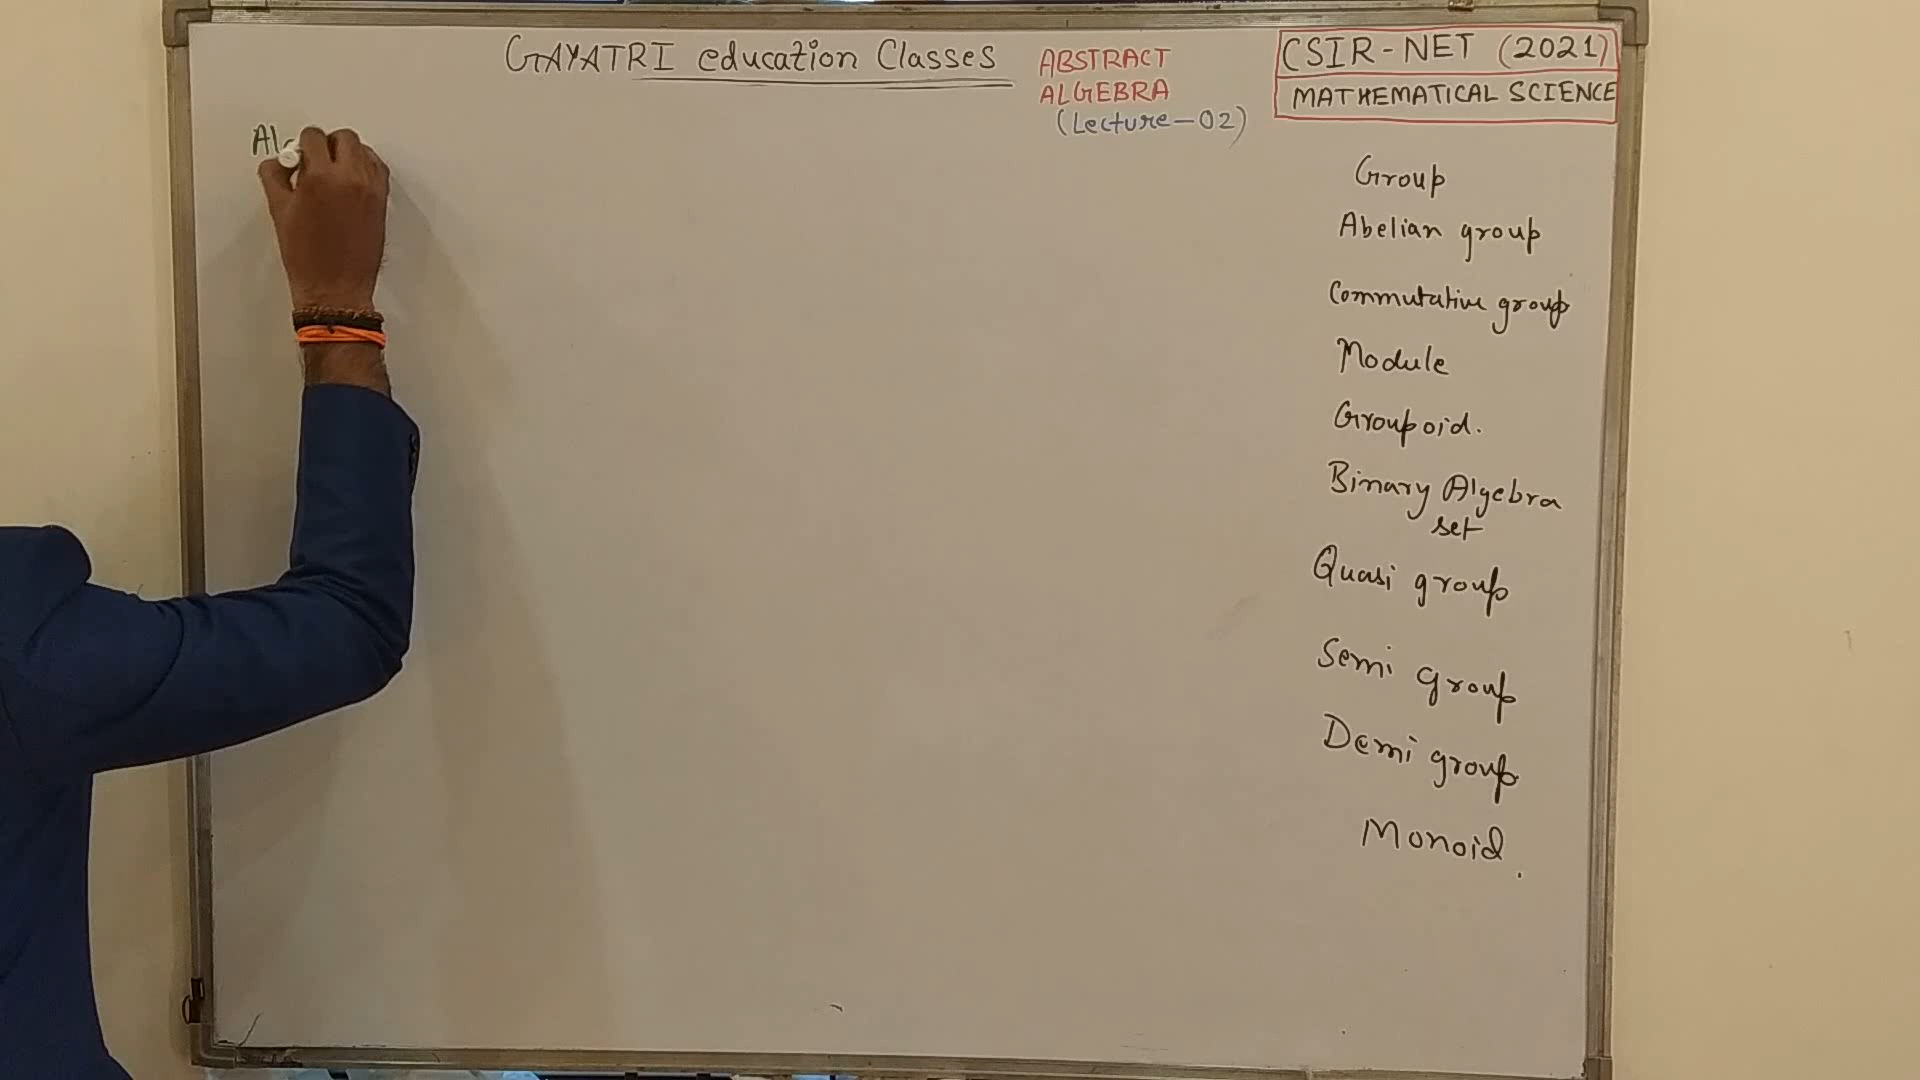 GAYATRI education Classes
ABSTRACT
ALGEBRA
(Lecture-02)
CSIR-NET (2021)
MATHEMATICAL SCIENCE
Al
Group
Abelian group
Commutative group
Module
Groupoid.
Binary Algebra
set
Quasi group
Semi group
Demi group
Monoid.